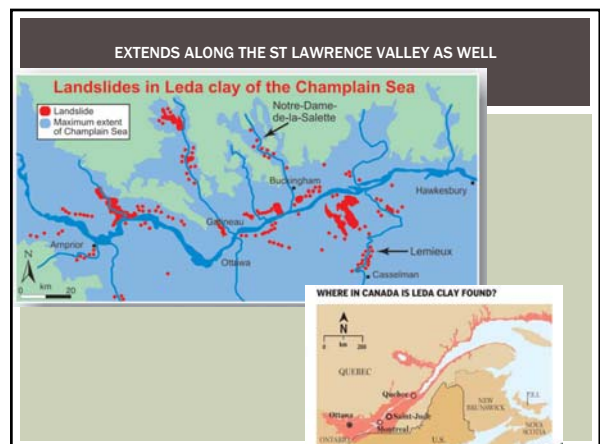 EXTENDS ALONG THE ST LAWRENCE VALLEY AS WELL
Landslides in Leda clay of the Champlain Sea
Landslide
Maximum extent
of Champlain Sea
Notre-Dame-
de-la-Salette
Buckingham
Hawkesbury
Gatineau
Arnprior
Ottawa
Lemieux
Casselman
N
km
0 20
WHERE IN CANADA IS LEDA CLAY FOUND?
N
km
0 200
QUEBEC
Quebec
Ottawa
Saint-Jude
Montreal
ONTARIO
U.S.
NEW
BRUNSWICK
P.E.I.
NOVA
SCOTIA